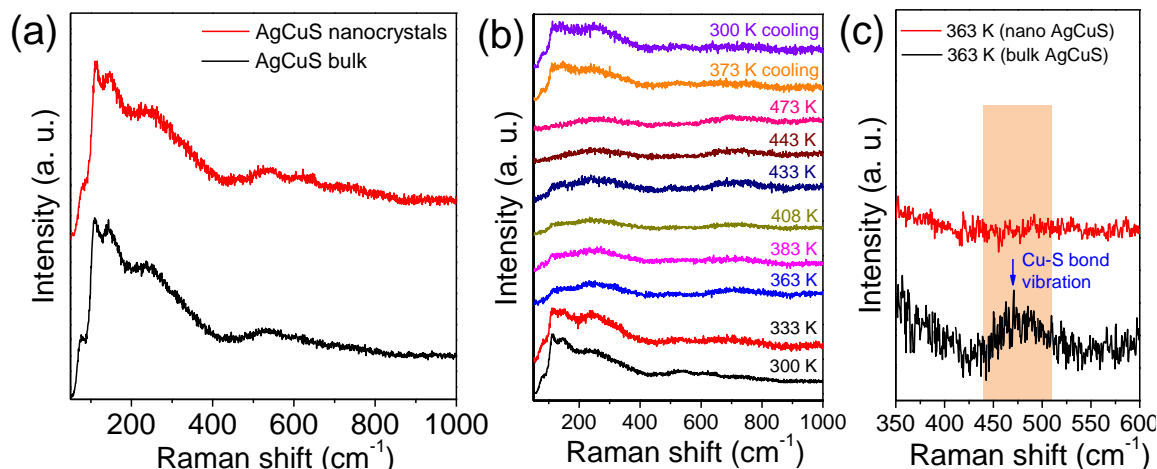 (a)
AgCuS nanocrystals
AgCuS bulk
Intensity (a. u.)
200 400 600 800 1000
Raman shift (cm⁻¹)
(b)
300 K cooling
373 K cooling
473 K
443 K
433 K
408 K
383 K
363 K
333 K
300 K
Intensity (a. u.)
200 400 600 800 1000
Raman shift (cm⁻¹)
(c)
363 K (nano AgCuS)
363 K (bulk AgCuS)
Cu-S bond
vibration
Intensity (a. u.)
350 400 450 500 550 600
Raman shift (cm⁻¹)